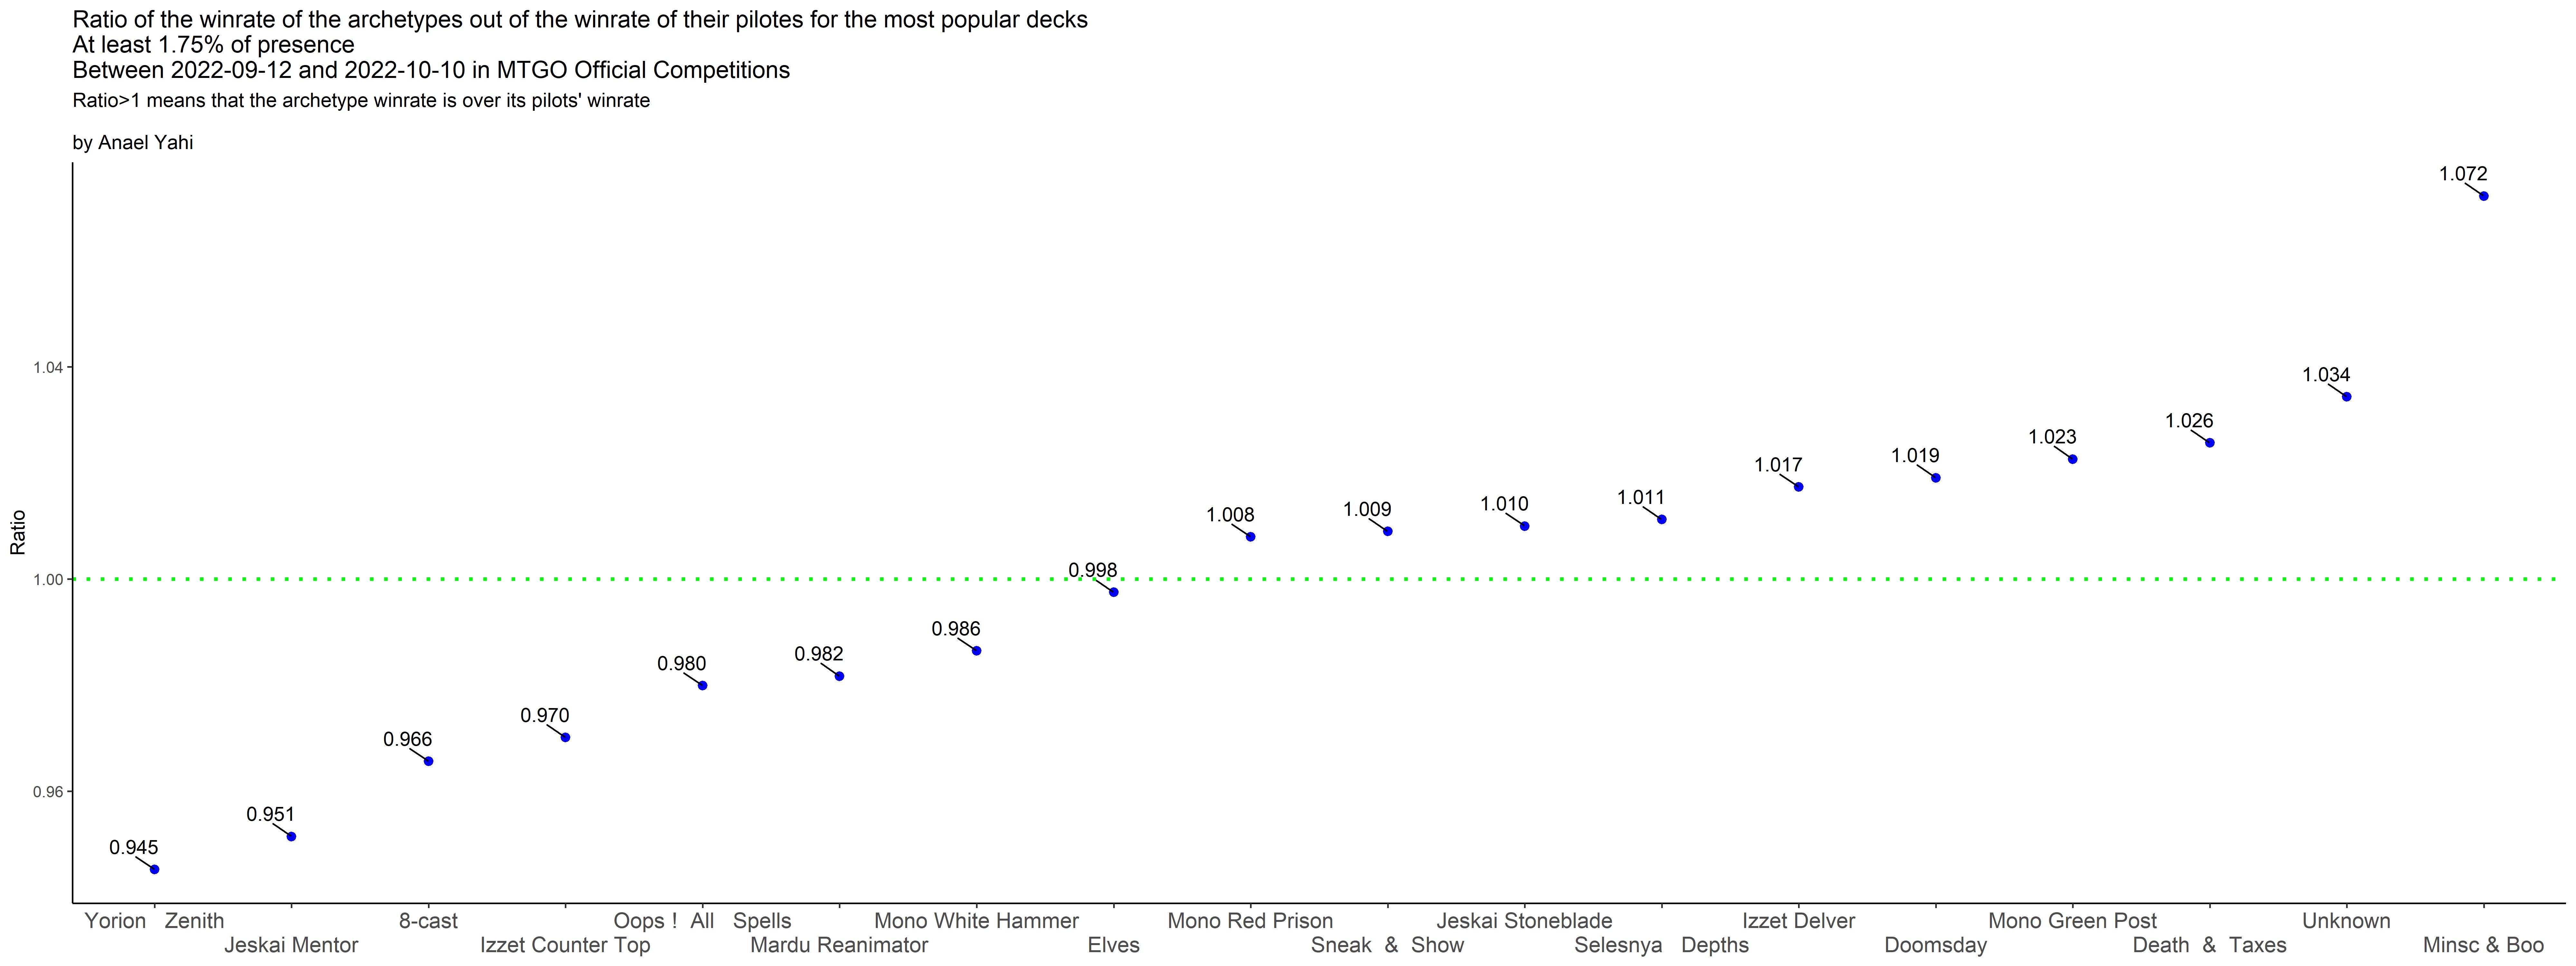 Ratio of the winrate of the archetypes out of the winrate of their pilotes for the most popular decks
At least 1.75% of presence
Between 2022-09-12 and 2022-10-10 in MTGO Official Competitions
Ratio>1 means that the archetype winrate is over its pilots' winrate
by Anael Yahi
Ratio
1.04
1.00
0.96
0.945
0.951
0.966
0.970
0.980
0.982
0.986
0.998
1.008
1.009
1.010
1.011
1.017
1.019
1.023
1.026
1.034
1.072
Yorion Zenith
Jeskai Mentor
8-cast
Izzet Counter Top
Oops ! All Spells
Mardu Reanimator
Mono White Hammer
Elves
Mono Red Prison
Sneak & Show
Jeskai Stoneblade
Selesnya Depths
Izzet Delver
Doomsday
Mono Green Post
Death & Taxes
Unknown
Minsc & Boo